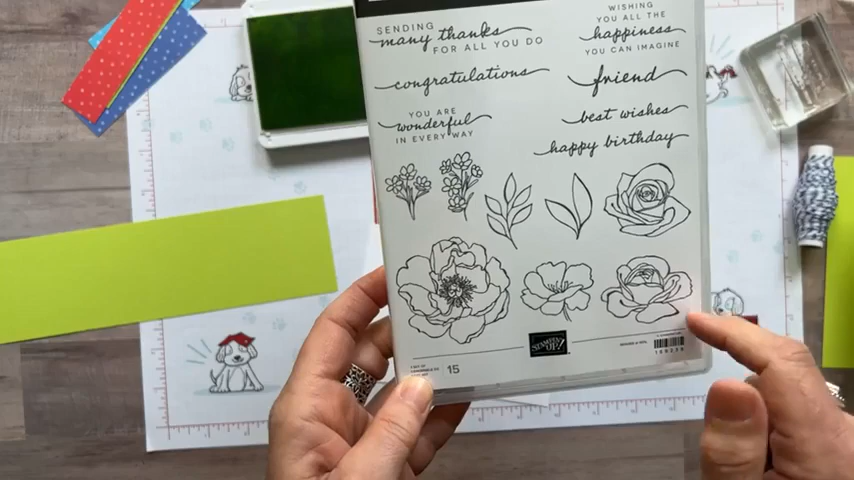 SENDING
many thanks
FOR ALL YOU DO
WISHING
YOU ALL THE
happiness
YOU CAN IMAGINE
congratulations
friend
YOU ARE
wonderful
IN EVERY WAY
best wishes
happy birthday
STAMPIN' UP!
15